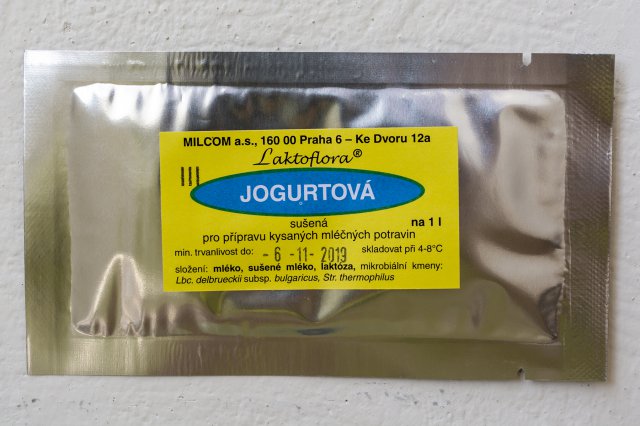 MILCOM a.s., 160 00 Praha 6 – Ke Dvoru 12a
Laktoflora®
JOGURTOVÁ
sušená na 1 l
pro přípravu kysaných mléčných potravin
min. trvanlivost do: - 6 -11- 2019 skladovat při 4-8°C
složení: mléko, sušené mléko, laktóza, mikrobiální kmeny:
Lbc. delbrueckii subsp. bulgaricus, Str. thermophilus